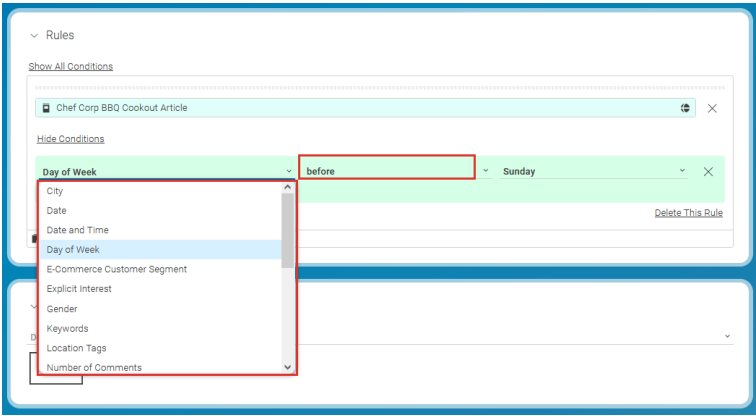 Rules
Show All Conditions
Chef Corp BBQ Cookout Article
Hide Conditions
Day of Week before Sunday
City
Date
Date and Time
Day of Week
E-Commerce Customer Segment
Explicit Interest
Gender
Keywords
Location Tags
Number of Comments
Delete This Rule
D